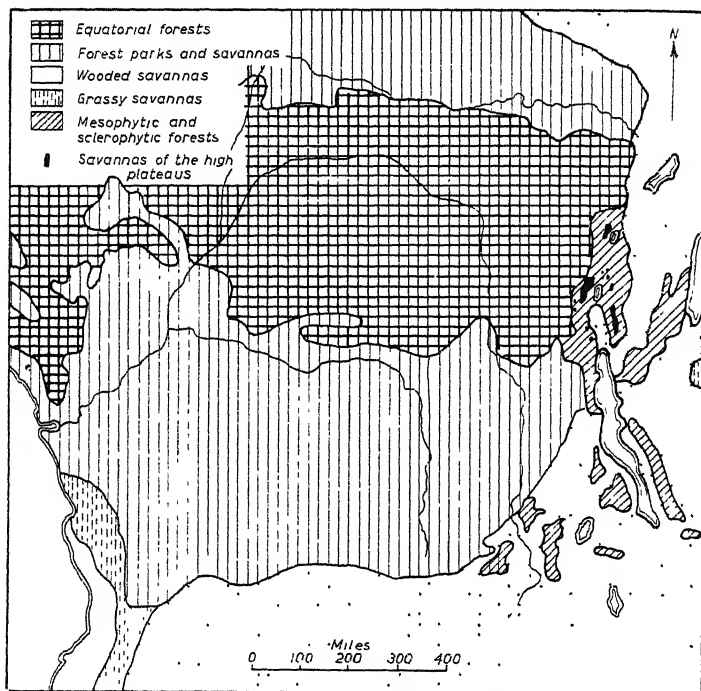 Equatorial forests
Forest parks and savannas
Wooded savannas
Grassy savannas
Mesophytic and
sclerophytic forests
Savannas of the high
plateaus
N
Miles
0 100 200 300 400